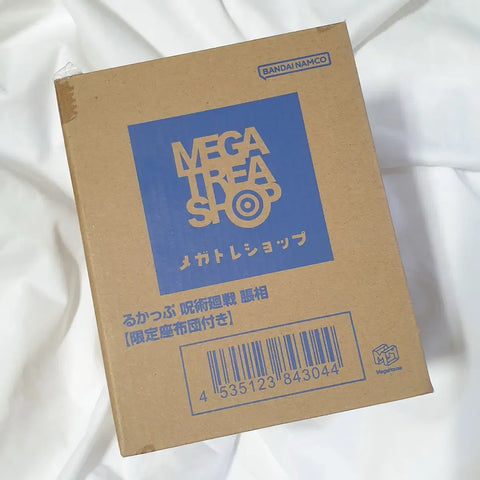 BANDAI NAMCO
MEGA
TREA
SHOP
メガトレショップ
るかっぷ 呪術廻戦 脹相
【限定座布団付き】
4 535123 843044
MegaHouse